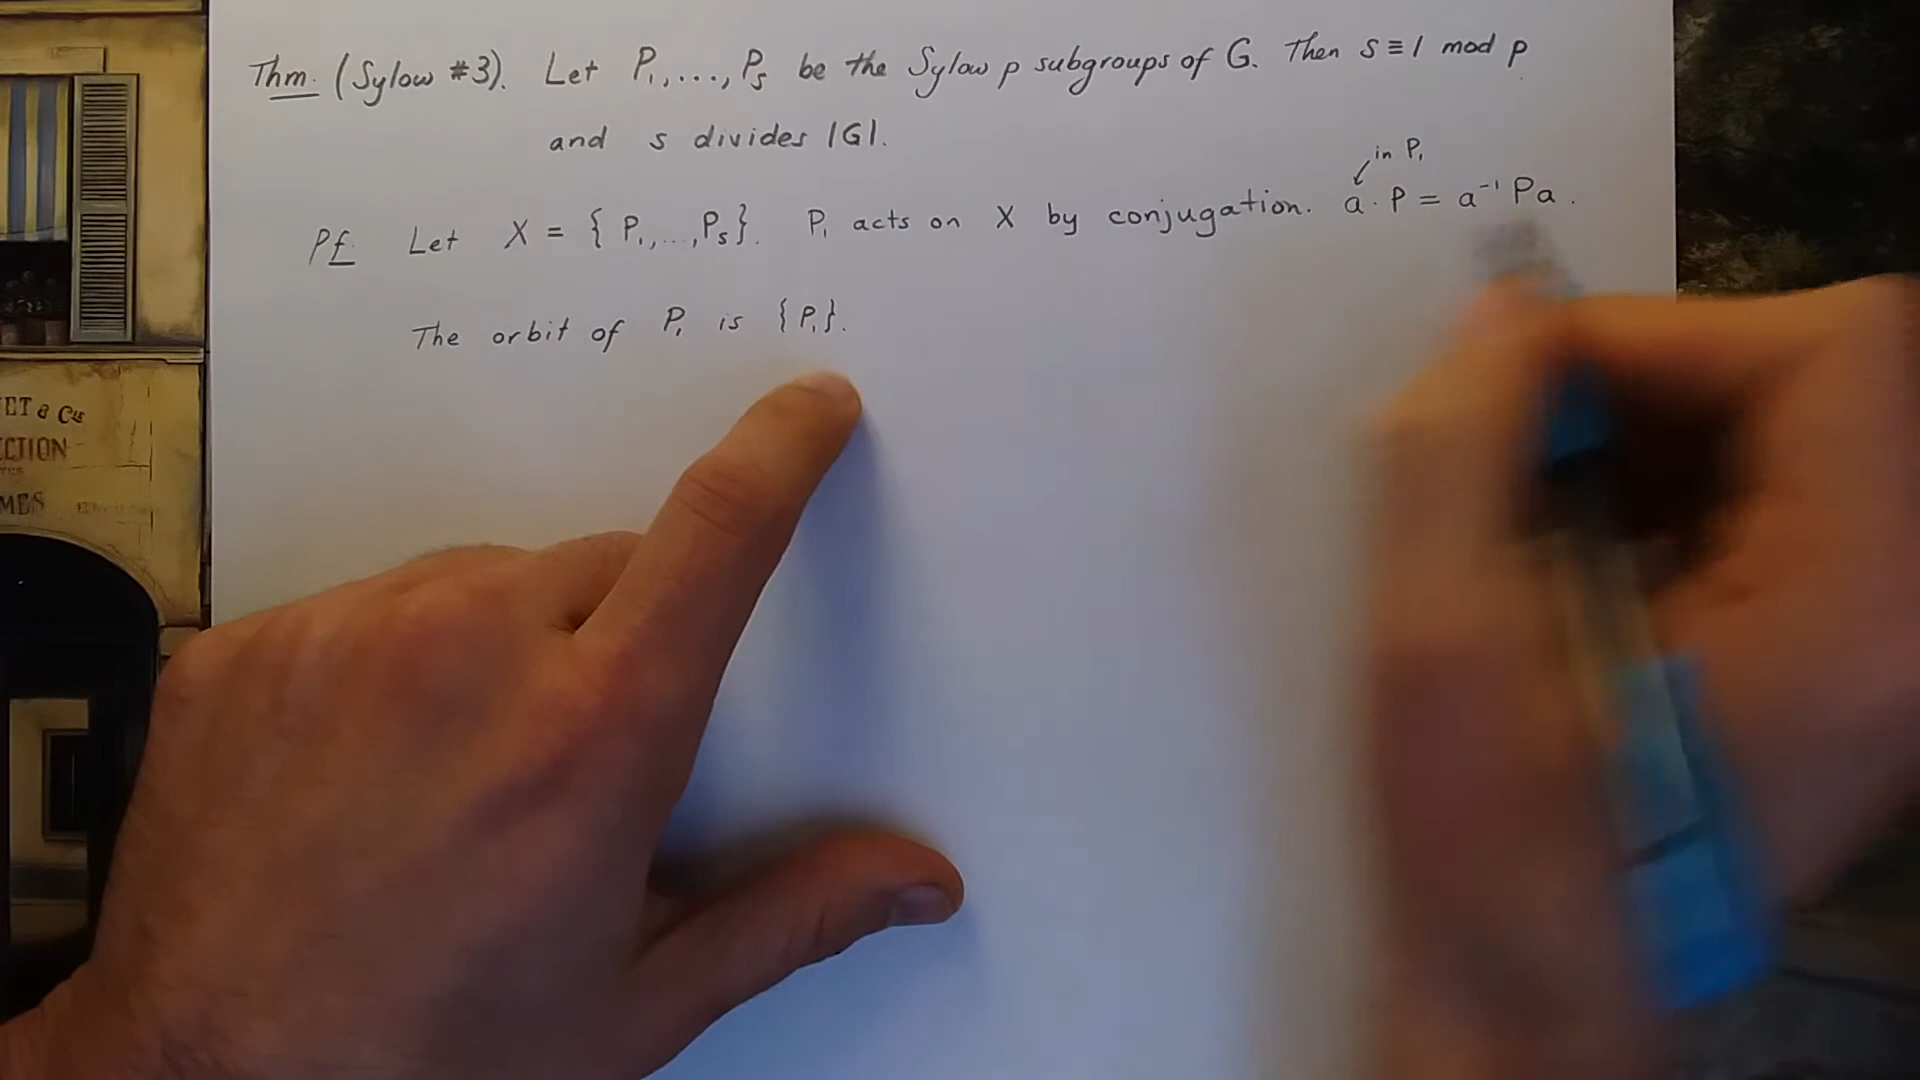 Thm. (Sylow #3). Let P₁,...,Pₛ be the Sylow p subgroups of G. Then s ≡ 1 mod p
and s divides |G|.
in P₁
Pf. Let X = { P₁,...,Pₛ}. P₁ acts on X by conjugation. a · P = a⁻¹ Pa.
The orbit of P₁ is {P₁}.
ET & Cie
CTION
MES